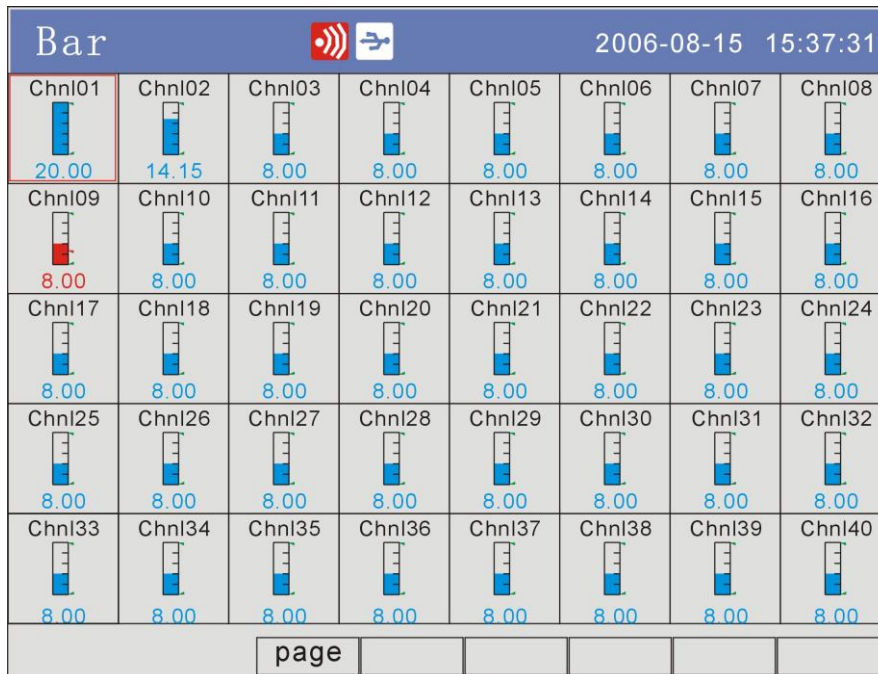 Bar 2006-08-15 15:37:31
Chnl01 Chnl02 Chnl03 Chnl04 Chnl05 Chnl06 Chnl07 Chnl08
20.00 14.15 8.00 8.00 8.00 8.00 8.00 8.00
Chnl09 Chnl10 Chnl11 Chnl12 Chnl13 Chnl14 Chnl15 Chnl16
8.00 8.00 8.00 8.00 8.00 8.00 8.00 8.00
Chnl17 Chnl18 Chnl19 Chnl20 Chnl21 Chnl22 Chnl23 Chnl24
8.00 8.00 8.00 8.00 8.00 8.00 8.00 8.00
Chnl25 Chnl26 Chnl27 Chnl28 Chnl29 Chnl30 Chnl31 Chnl32
8.00 8.00 8.00 8.00 8.00 8.00 8.00 8.00
Chnl33 Chnl34 Chnl35 Chnl36 Chnl37 Chnl38 Chnl39 Chnl40
8.00 8.00 8.00 8.00 8.00 8.00 8.00 8.00
page